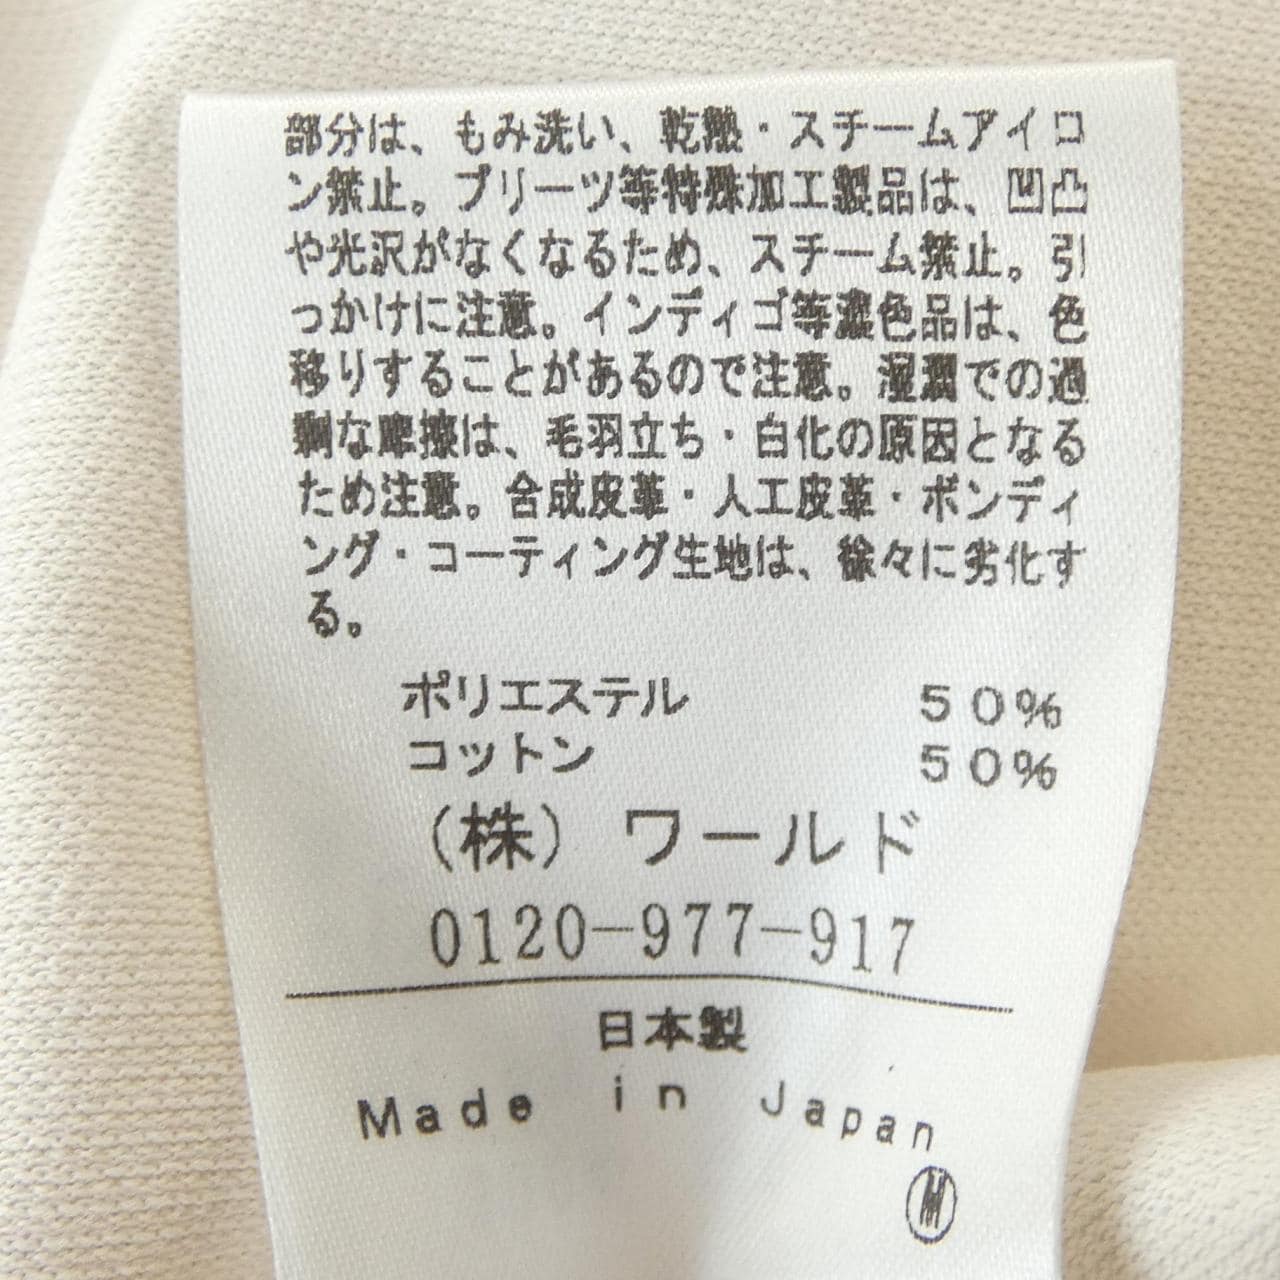 部分は、もみ洗い、乾燥・スチームアイロ
ン禁止。プリーツ等特殊加工製品は、凹凸
や光沢がなくなるため、スチーム禁止。引
っかけに注意。インディゴ等濃色品は、色
移りすることがあるので注意。湿潤での過
剰な摩擦は、毛羽立ち・白化の原因となる
ため注意。合成皮革・人工皮革・ボンディ
ング・コーティング生地は、徐々に劣化す
る。
ポリエステル 50%
コットン 50%
(株)ワールド
0120-977-917
日本製
Made in Japan